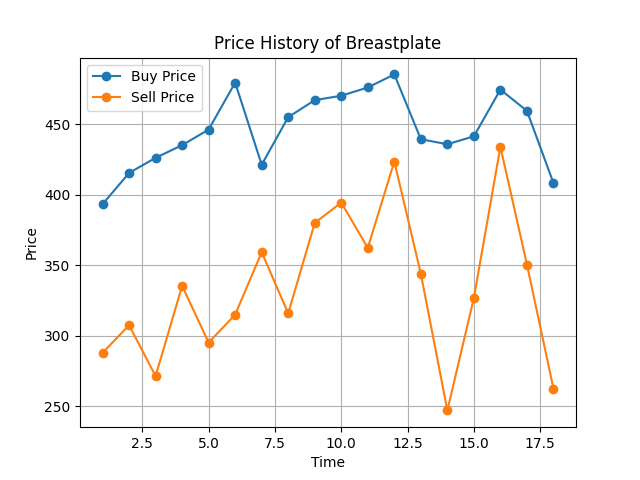 Price History of Breastplate
Buy Price
Sell Price
450
400
350
300
250
Price
2.5 5.0 7.5 10.0 12.5 15.0 17.5
Time